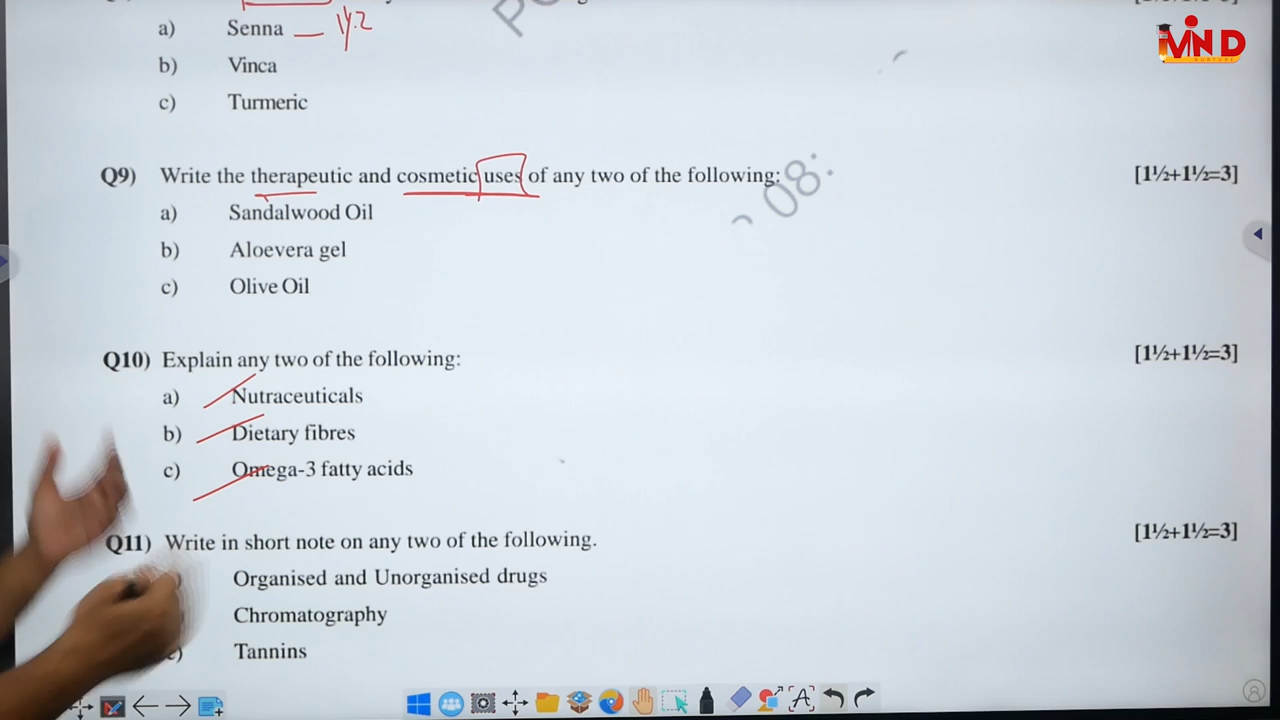 a) Senna — 1½
b) Vinca
c) Turmeric
MIND
NURTURE
Q9) Write the therapeutic and cosmetic uses of any two of the following: [1½+1½=3]
08:
a) Sandalwood Oil
b) Aloevera gel
c) Olive Oil
Q10) Explain any two of the following: [1½+1½=3]
a) Nutraceuticals
b) Dietary fibres
c) Omega-3 fatty acids
Q11) Write in short note on any two of the following. [1½+1½=3]
Organised and Unorganised drugs
Chromatography
c) Tannins